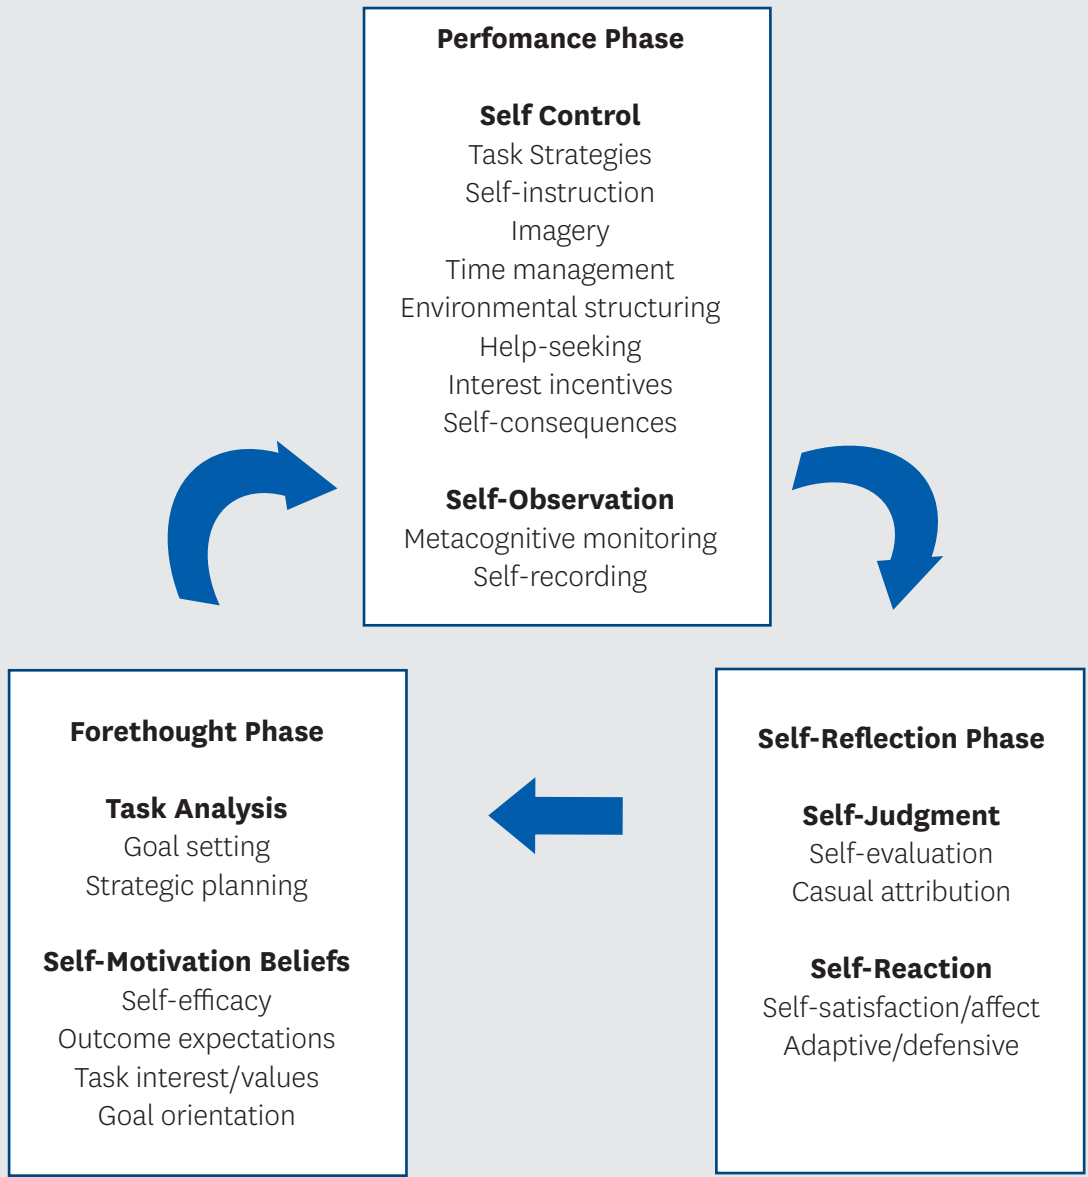 Perfomance Phase
Self Control
Task Strategies
Self-instruction
Imagery
Time management
Environmental structuring
Help-seeking
Interest incentives
Self-consequences
Self-Observation
Metacognitive monitoring
Self-recording
Forethought Phase
Task Analysis
Goal setting
Strategic planning
Self-Motivation Beliefs
Self-efficacy
Outcome expectations
Task interest/values
Goal orientation
Self-Reflection Phase
Self-Judgment
Self-evaluation
Casual attribution
Self-Reaction
Self-satisfaction/affect
Adaptive/defensive